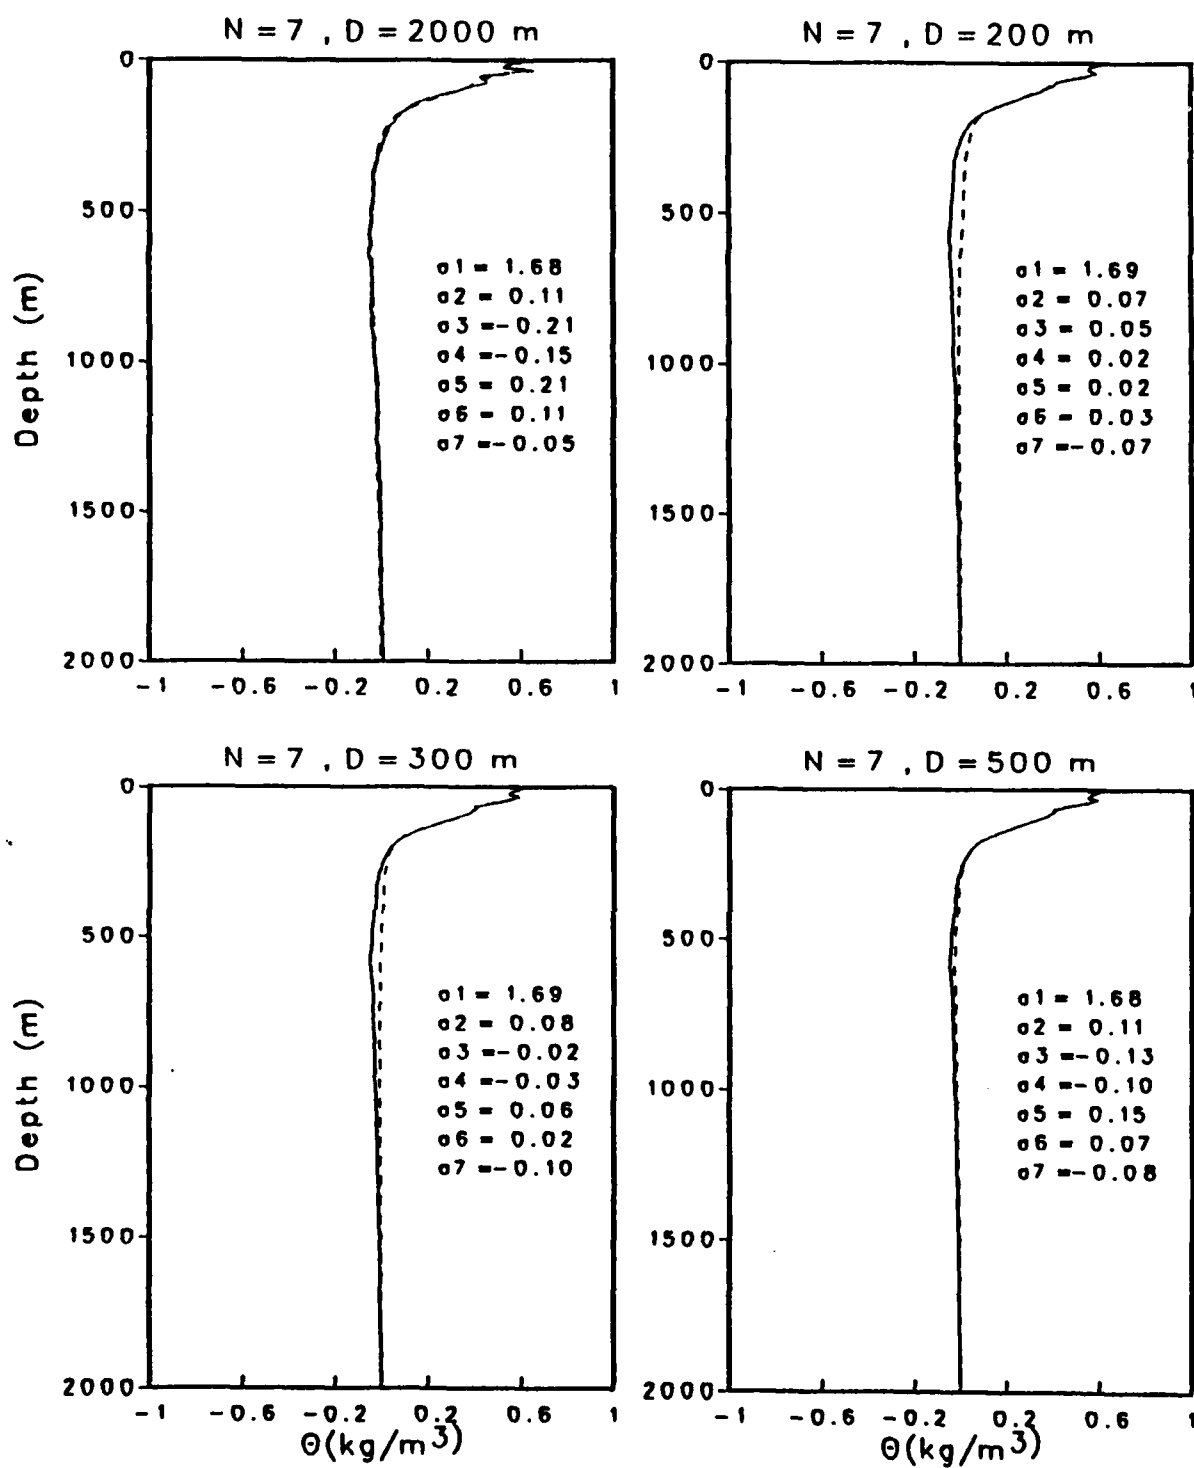 N = 7 , D = 2000 m
0
500
1000
1500
2000
Depth (m)
a1 = 1.68
a2 = 0.11
a3 =-0.21
a4 =-0.15
a5 = 0.21
a6 = 0.11
a7 =-0.05
-1 -0.6 -0.2 0.2 0.6 1
N = 7 , D = 200 m
0
500
1000
1500
2000
a1 = 1.69
a2 = 0.07
a3 = 0.05
a4 = 0.02
a5 = 0.02
a6 = 0.03
a7 =-0.07
-1 -0.6 -0.2 0.2 0.6 1
N = 7 , D = 300 m
0
500
1000
1500
2000
Depth (m)
a1 = 1.69
a2 = 0.08
a3 =-0.02
a4 =-0.03
a5 = 0.06
a6 = 0.02
a7 =-0.10
-1 -0.6 -0.2 0.2 0.6 1
Θ(kg/m³)
N = 7 , D = 500 m
0
500
1000
1500
2000
a1 = 1.68
a2 = 0.11
a3 =-0.13
a4 =-0.10
a5 = 0.15
a6 = 0.07
a7 =-0.08
-1 -0.6 -0.2 0.2 0.6 1
Θ(kg/m³)